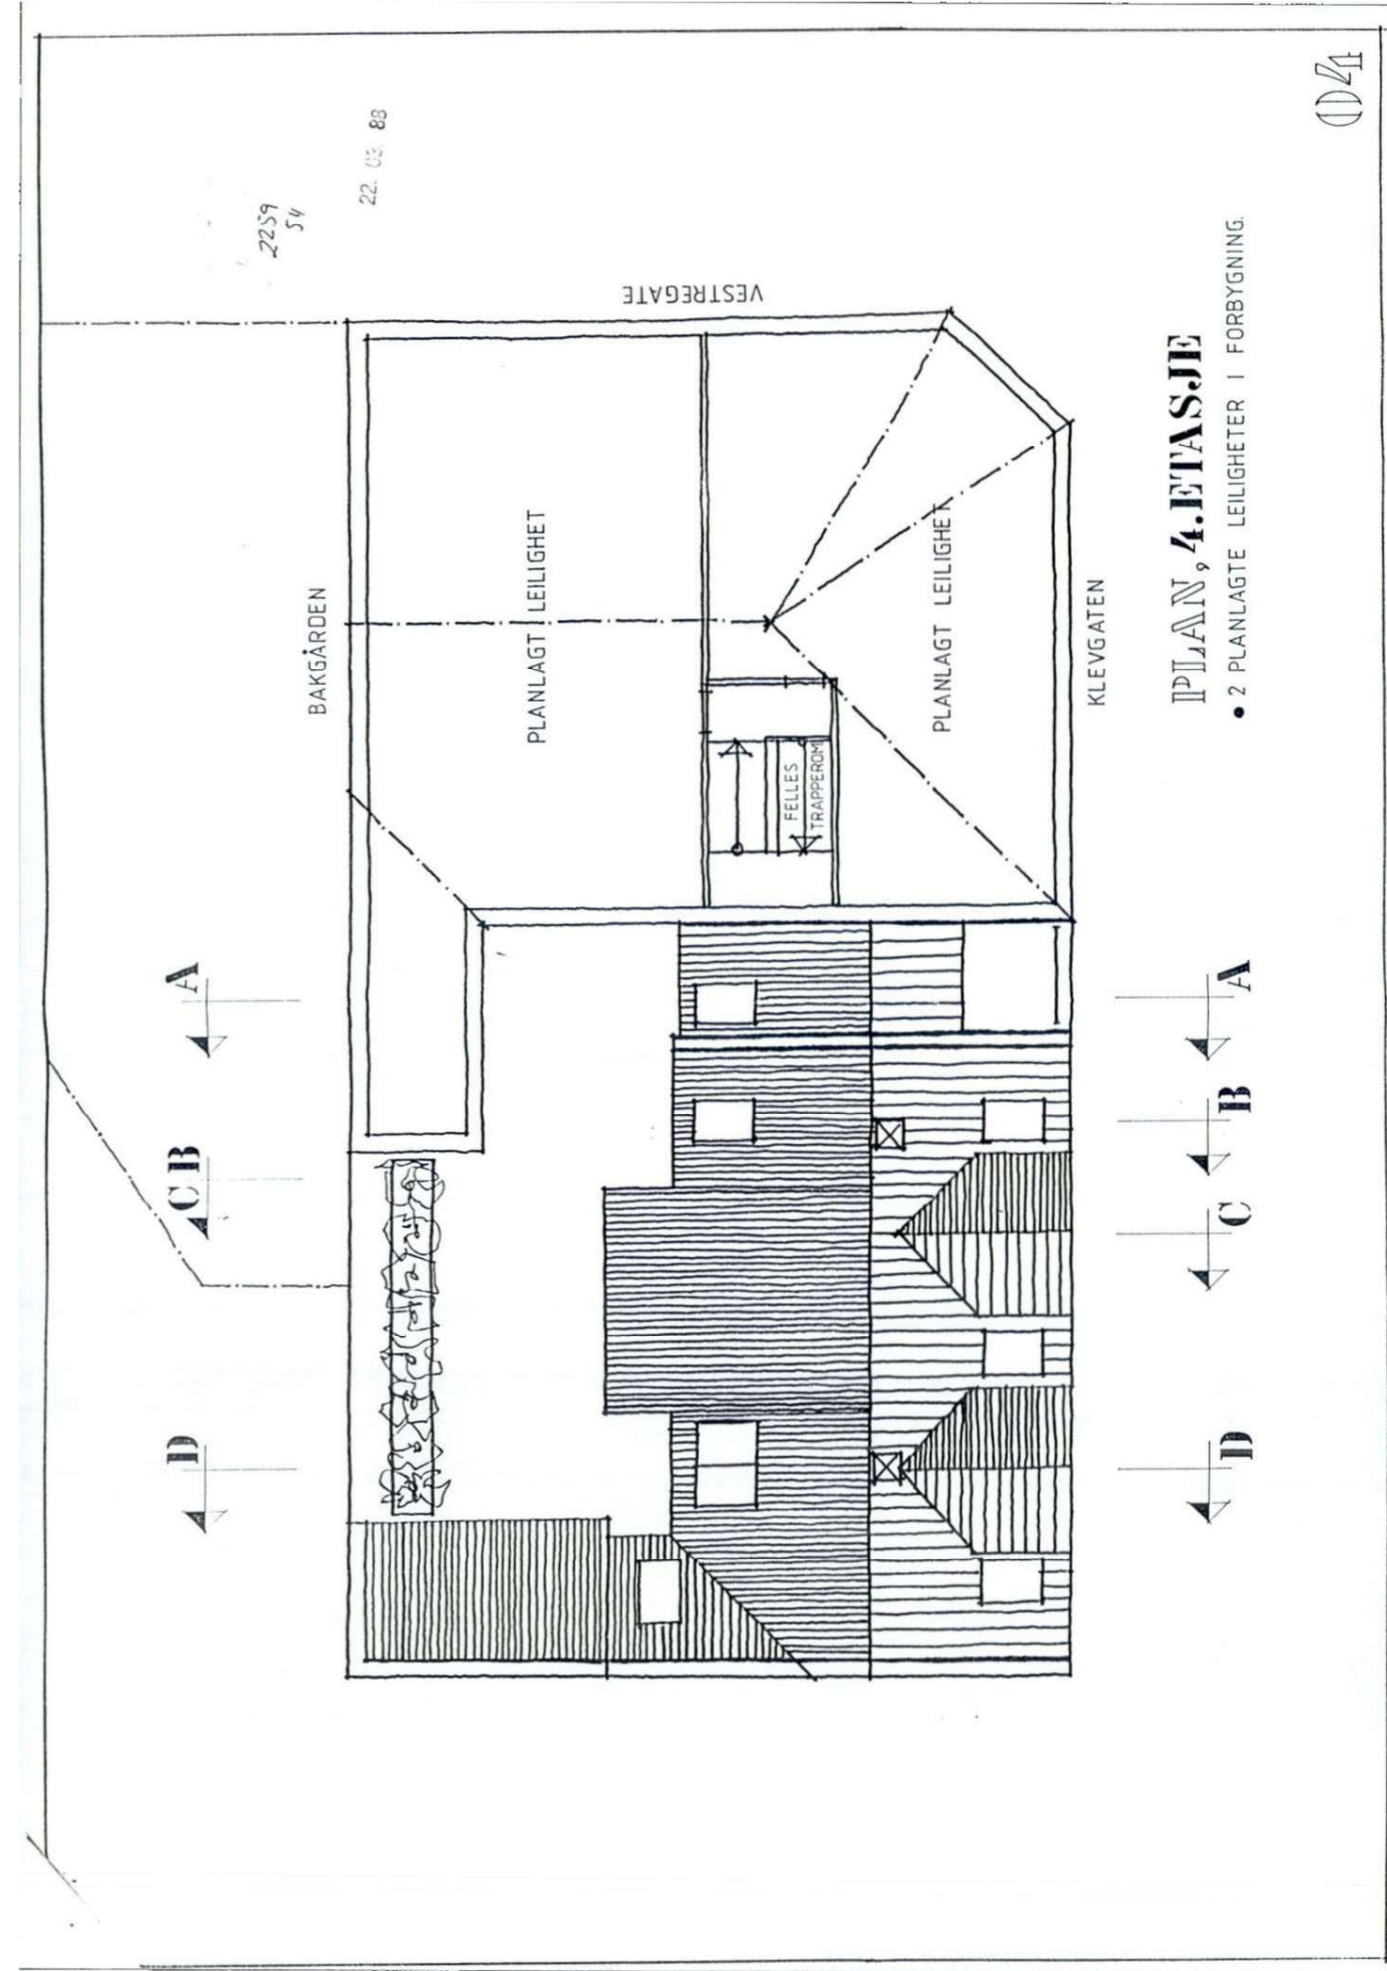 04
2259
54
22. 03. 88
VESTREGATE
BAKGÅRDEN
PLANLAGT LEILIGHET
FELLES
TRAPPEROM
PLANLAGT LEILIGHET
KLEVGATEN
PLAN, 4.ETASJE
• 2 PLANLAGTE LEILIGHETER I FORBYGNING.
D
C B
A
D
C
B
A